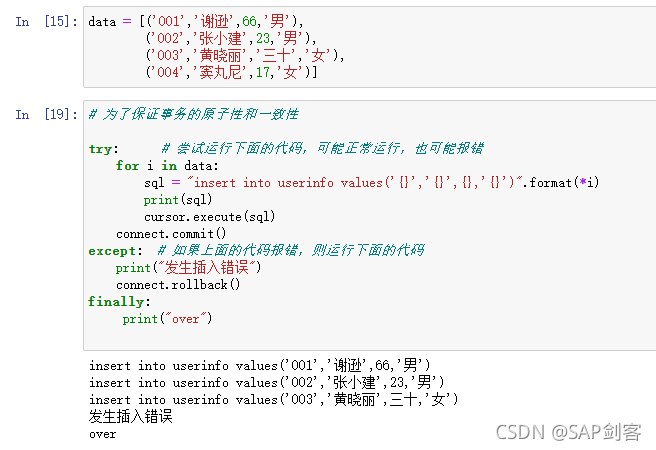 In [15]: data = [('001','谢逊',66,'男'),
('002','张小建',23,'男'),
('003','黄晓丽','三十','女'),
('004','窦丸尼',17,'女')]
In [19]: # 为了保证事务的原子性和一致性
try: # 尝试运行下面的代码，可能正常运行，也可能报错
for i in data:
sql = "insert into userinfo values('{}','{}',{},'{}')".format(*i)
print(sql)
cursor.execute(sql)
connect.commit()
except: # 如果上面的代码报错，则运行下面的代码
print("发生插入错误")
connect.rollback()
finally:
print("over")
insert into userinfo values('001','谢逊',66,'男')
insert into userinfo values('002','张小建',23,'男')
insert into userinfo values('003','黄晓丽',三十,'女')
发生插入错误
over
CSDN @SAP剑客